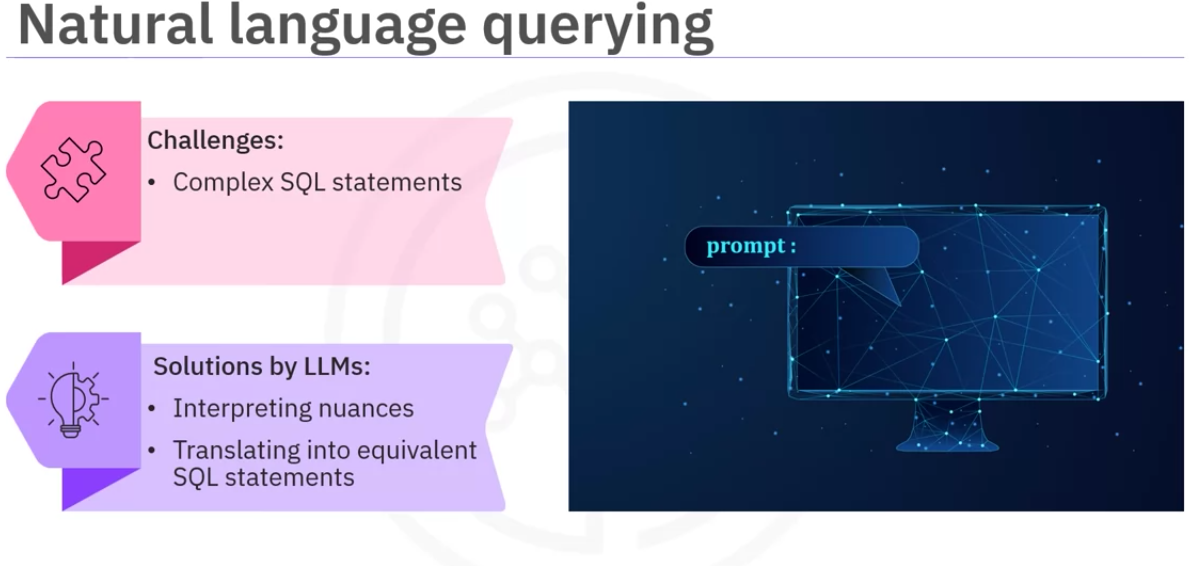 Natural language querying
Challenges:
• Complex SQL statements
Solutions by LLMs:
• Interpreting nuances
• Translating into equivalent
SQL statements
prompt :